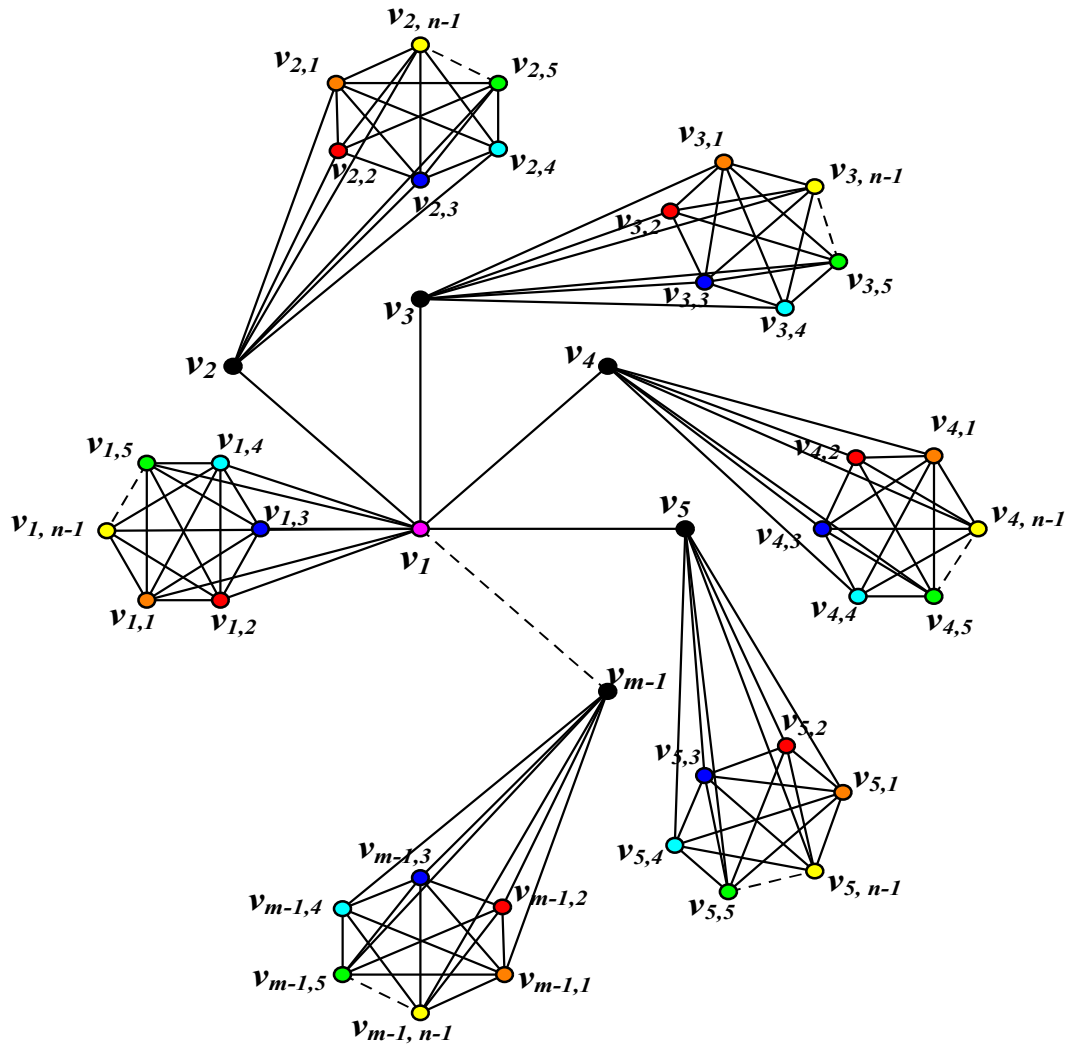 v2, n-1
v2,1
v2,5
v2,2
v2,4
v2,3
v3,1
v3, n-1
v3,2
v3,5
v3,3
v3,4
v3
v2
v4
v1,5
v1,4
v4,1
v4,2
v1, n-1
v1,3
v1
v5
v4,3
v4, n-1
v1,1
v1,2
v4,4
v4,5
vm-1
v5,2
v5,3
v5,1
v5,4
v5, n-1
v5,5
vm-1,3
vm-1,2
vm-1,4
vm-1,5
vm-1,1
vm-1, n-1